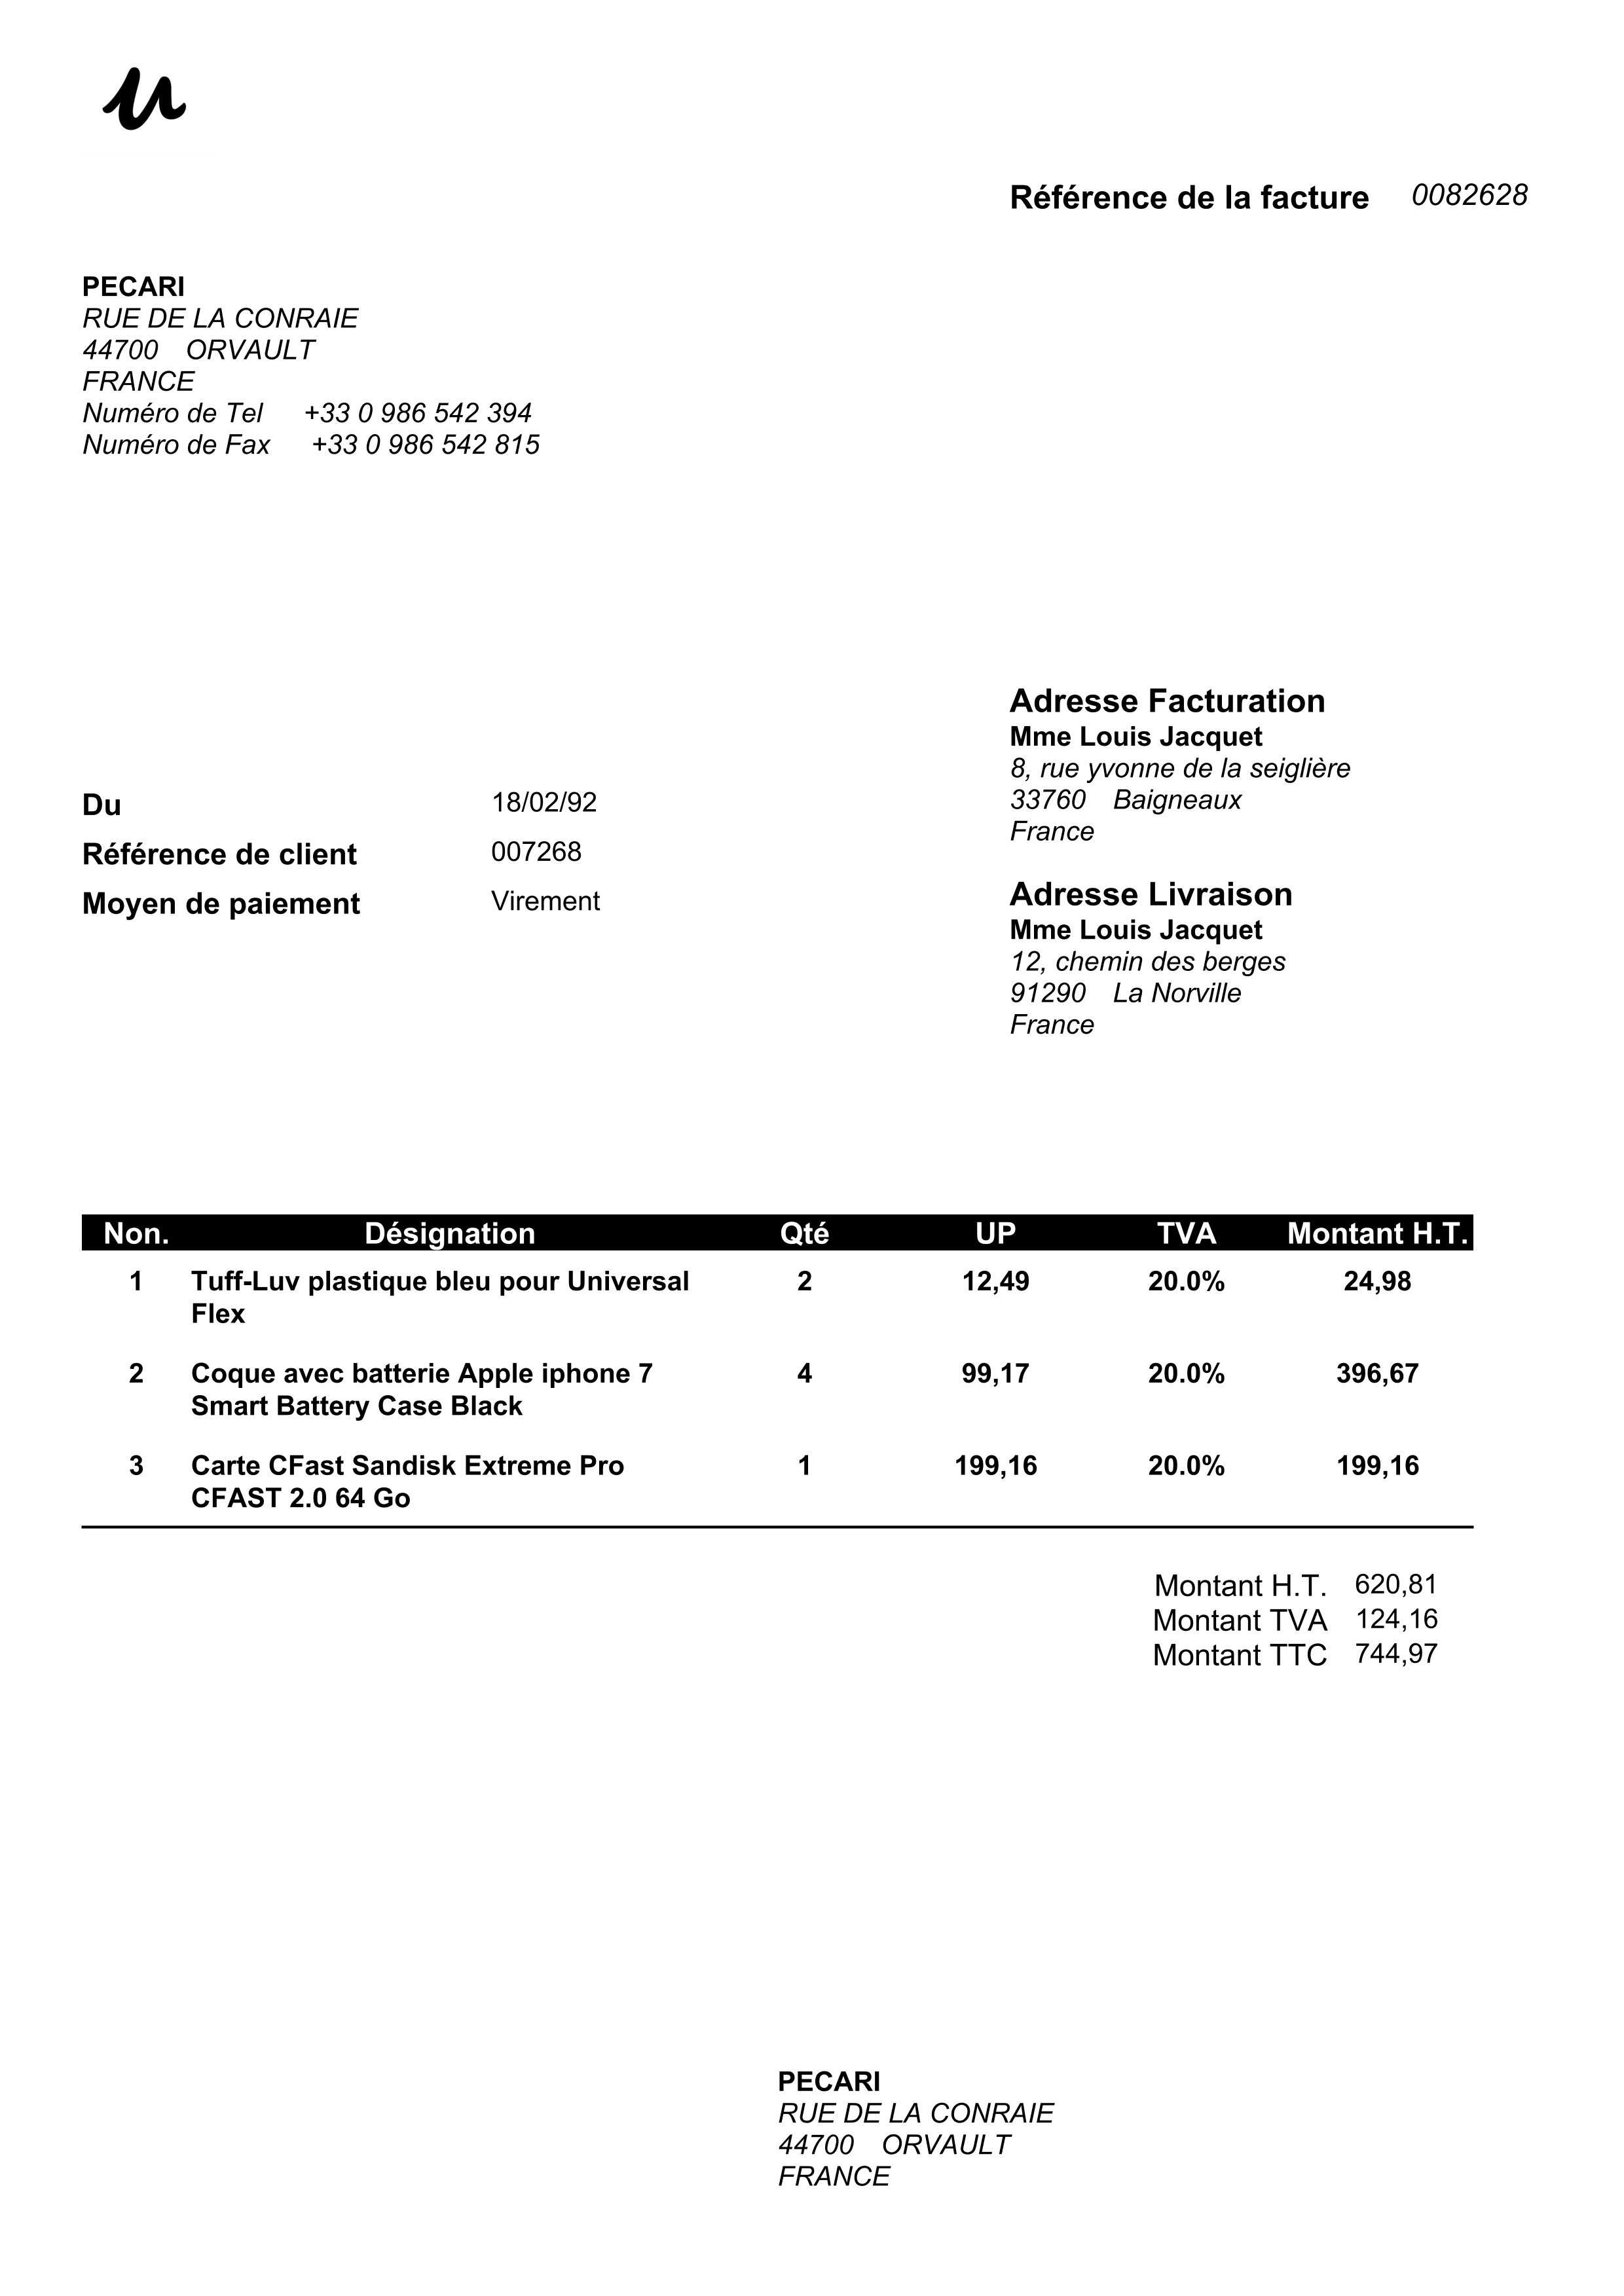 u
Référence de la facture 0082628
PECARI
RUE DE LA CONRAIE
44700 ORVAULT
FRANCE
Numéro de Tel +33 0 986 542 394
Numéro de Fax +33 0 986 542 815
Adresse Facturation
Mme Louis Jacquet
8, rue yvonne de la seiglière
33760 Baigneaux
France
Du 18/02/92
Référence de client 007268
Moyen de paiement Virement
Adresse Livraison
Mme Louis Jacquet
12, chemin des berges
91290 La Norville
France
Non. Désignation Qté UP TVA Montant H.T.
1 Tuff-Luv plastique bleu pour Universal 2 12,49 20.0% 24,98
Flex
2 Coque avec batterie Apple iphone 7 4 99,17 20.0% 396,67
Smart Battery Case Black
3 Carte CFast Sandisk Extreme Pro 1 199,16 20.0% 199,16
CFAST 2.0 64 Go
Montant H.T. 620,81
Montant TVA 124,16
Montant TTC 744,97
PECARI
RUE DE LA CONRAIE
44700 ORVAULT
FRANCE